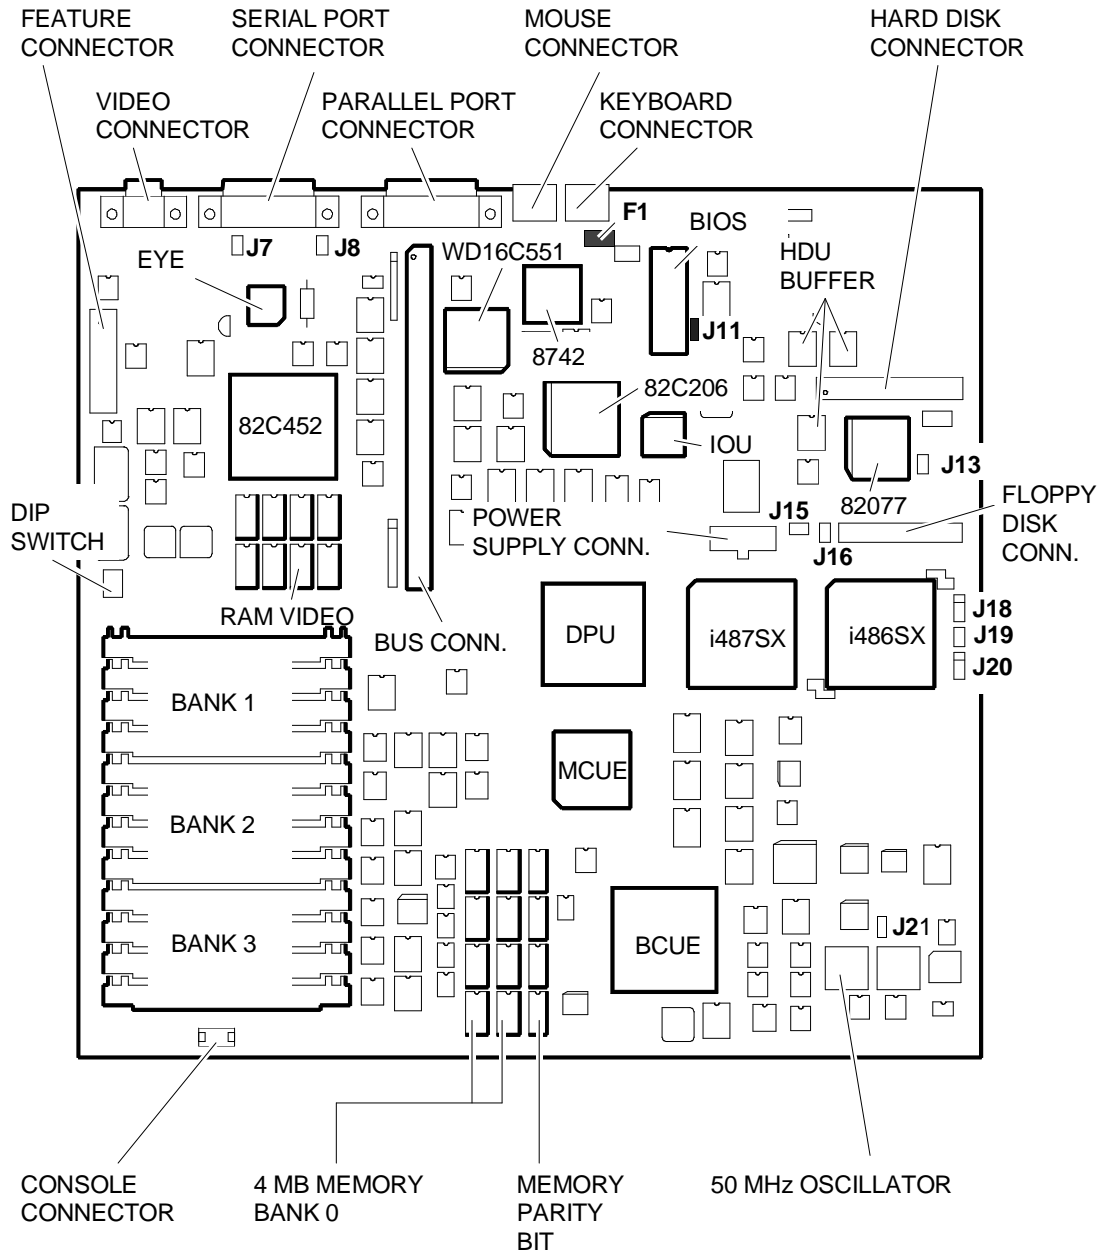 FEATURE
CONNECTOR
SERIAL PORT
CONNECTOR
MOUSE
CONNECTOR
HARD DISK
CONNECTOR
VIDEO
CONNECTOR
PARALLEL PORT
CONNECTOR
KEYBOARD
CONNECTOR
F1
BIOS
J7
J8
EYE
WD16C551
HDU
BUFFER
J11
8742
82C206
82C452
IOU
J13
82077
FLOPPY
DISK
CONN.
DIP
SWITCH
POWER
SUPPLY CONN.
J15
J16
RAM VIDEO
BUS CONN.
DPU
i487SX
i486SX
J18
J19
J20
BANK 1
MCUE
BANK 2
BANK 3
BCUE
J21
CONSOLE
CONNECTOR
4 MB MEMORY
BANK 0
MEMORY
PARITY
BIT
50 MHz OSCILLATOR